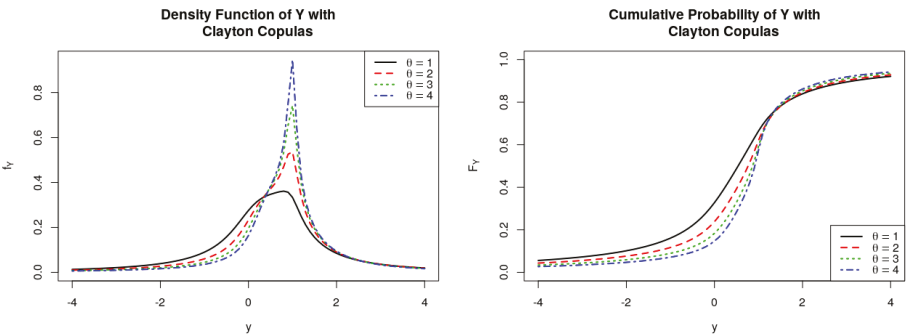 Density Function of Y with
Clayton Copulas
f_Y
0.0 0.2 0.4 0.6 0.8
θ = 1
θ = 2
θ = 3
θ = 4
-4 -2 0 2 4
y
Cumulative Probability of Y with
Clayton Copulas
F_Y
0.0 0.2 0.4 0.6 0.8 1.0
θ = 1
θ = 2
θ = 3
θ = 4
-4 -2 0 2 4
y